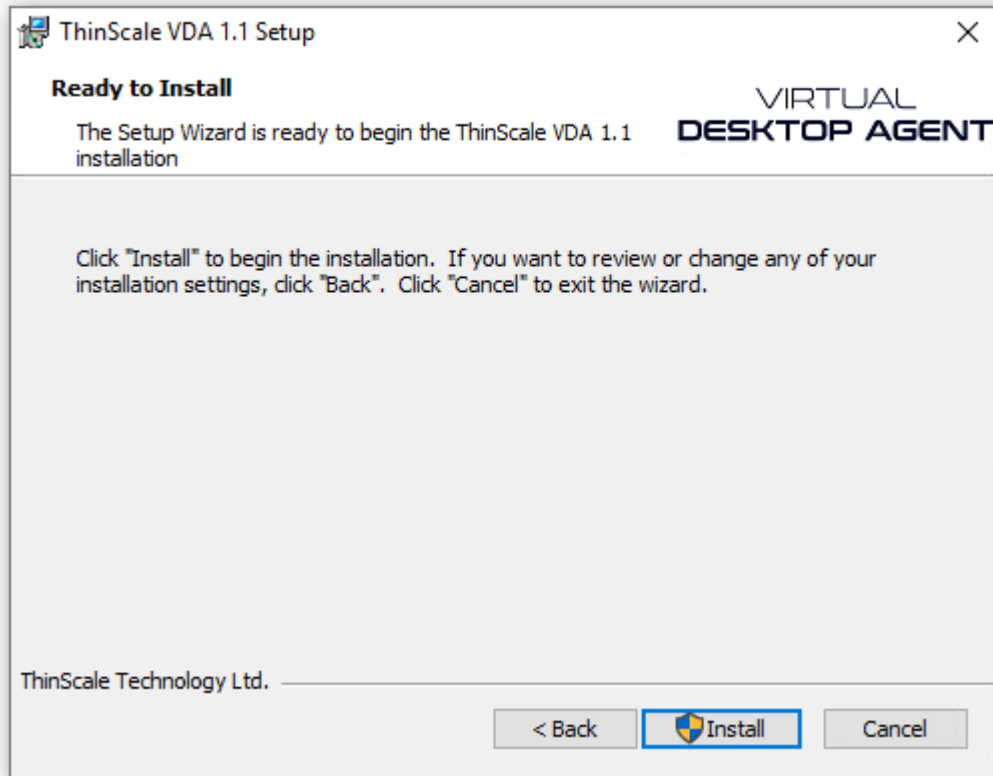 ThinScale VDA 1.1 Setup
Ready to Install
The Setup Wizard is ready to begin the ThinScale VDA 1.1
installation
VIRTUAL
DESKTOP AGENT
Click "Install" to begin the installation.  If you want to review or change any of your
installation settings, click "Back".  Click "Cancel" to exit the wizard.
ThinScale Technology Ltd.
< Back
Install
Cancel